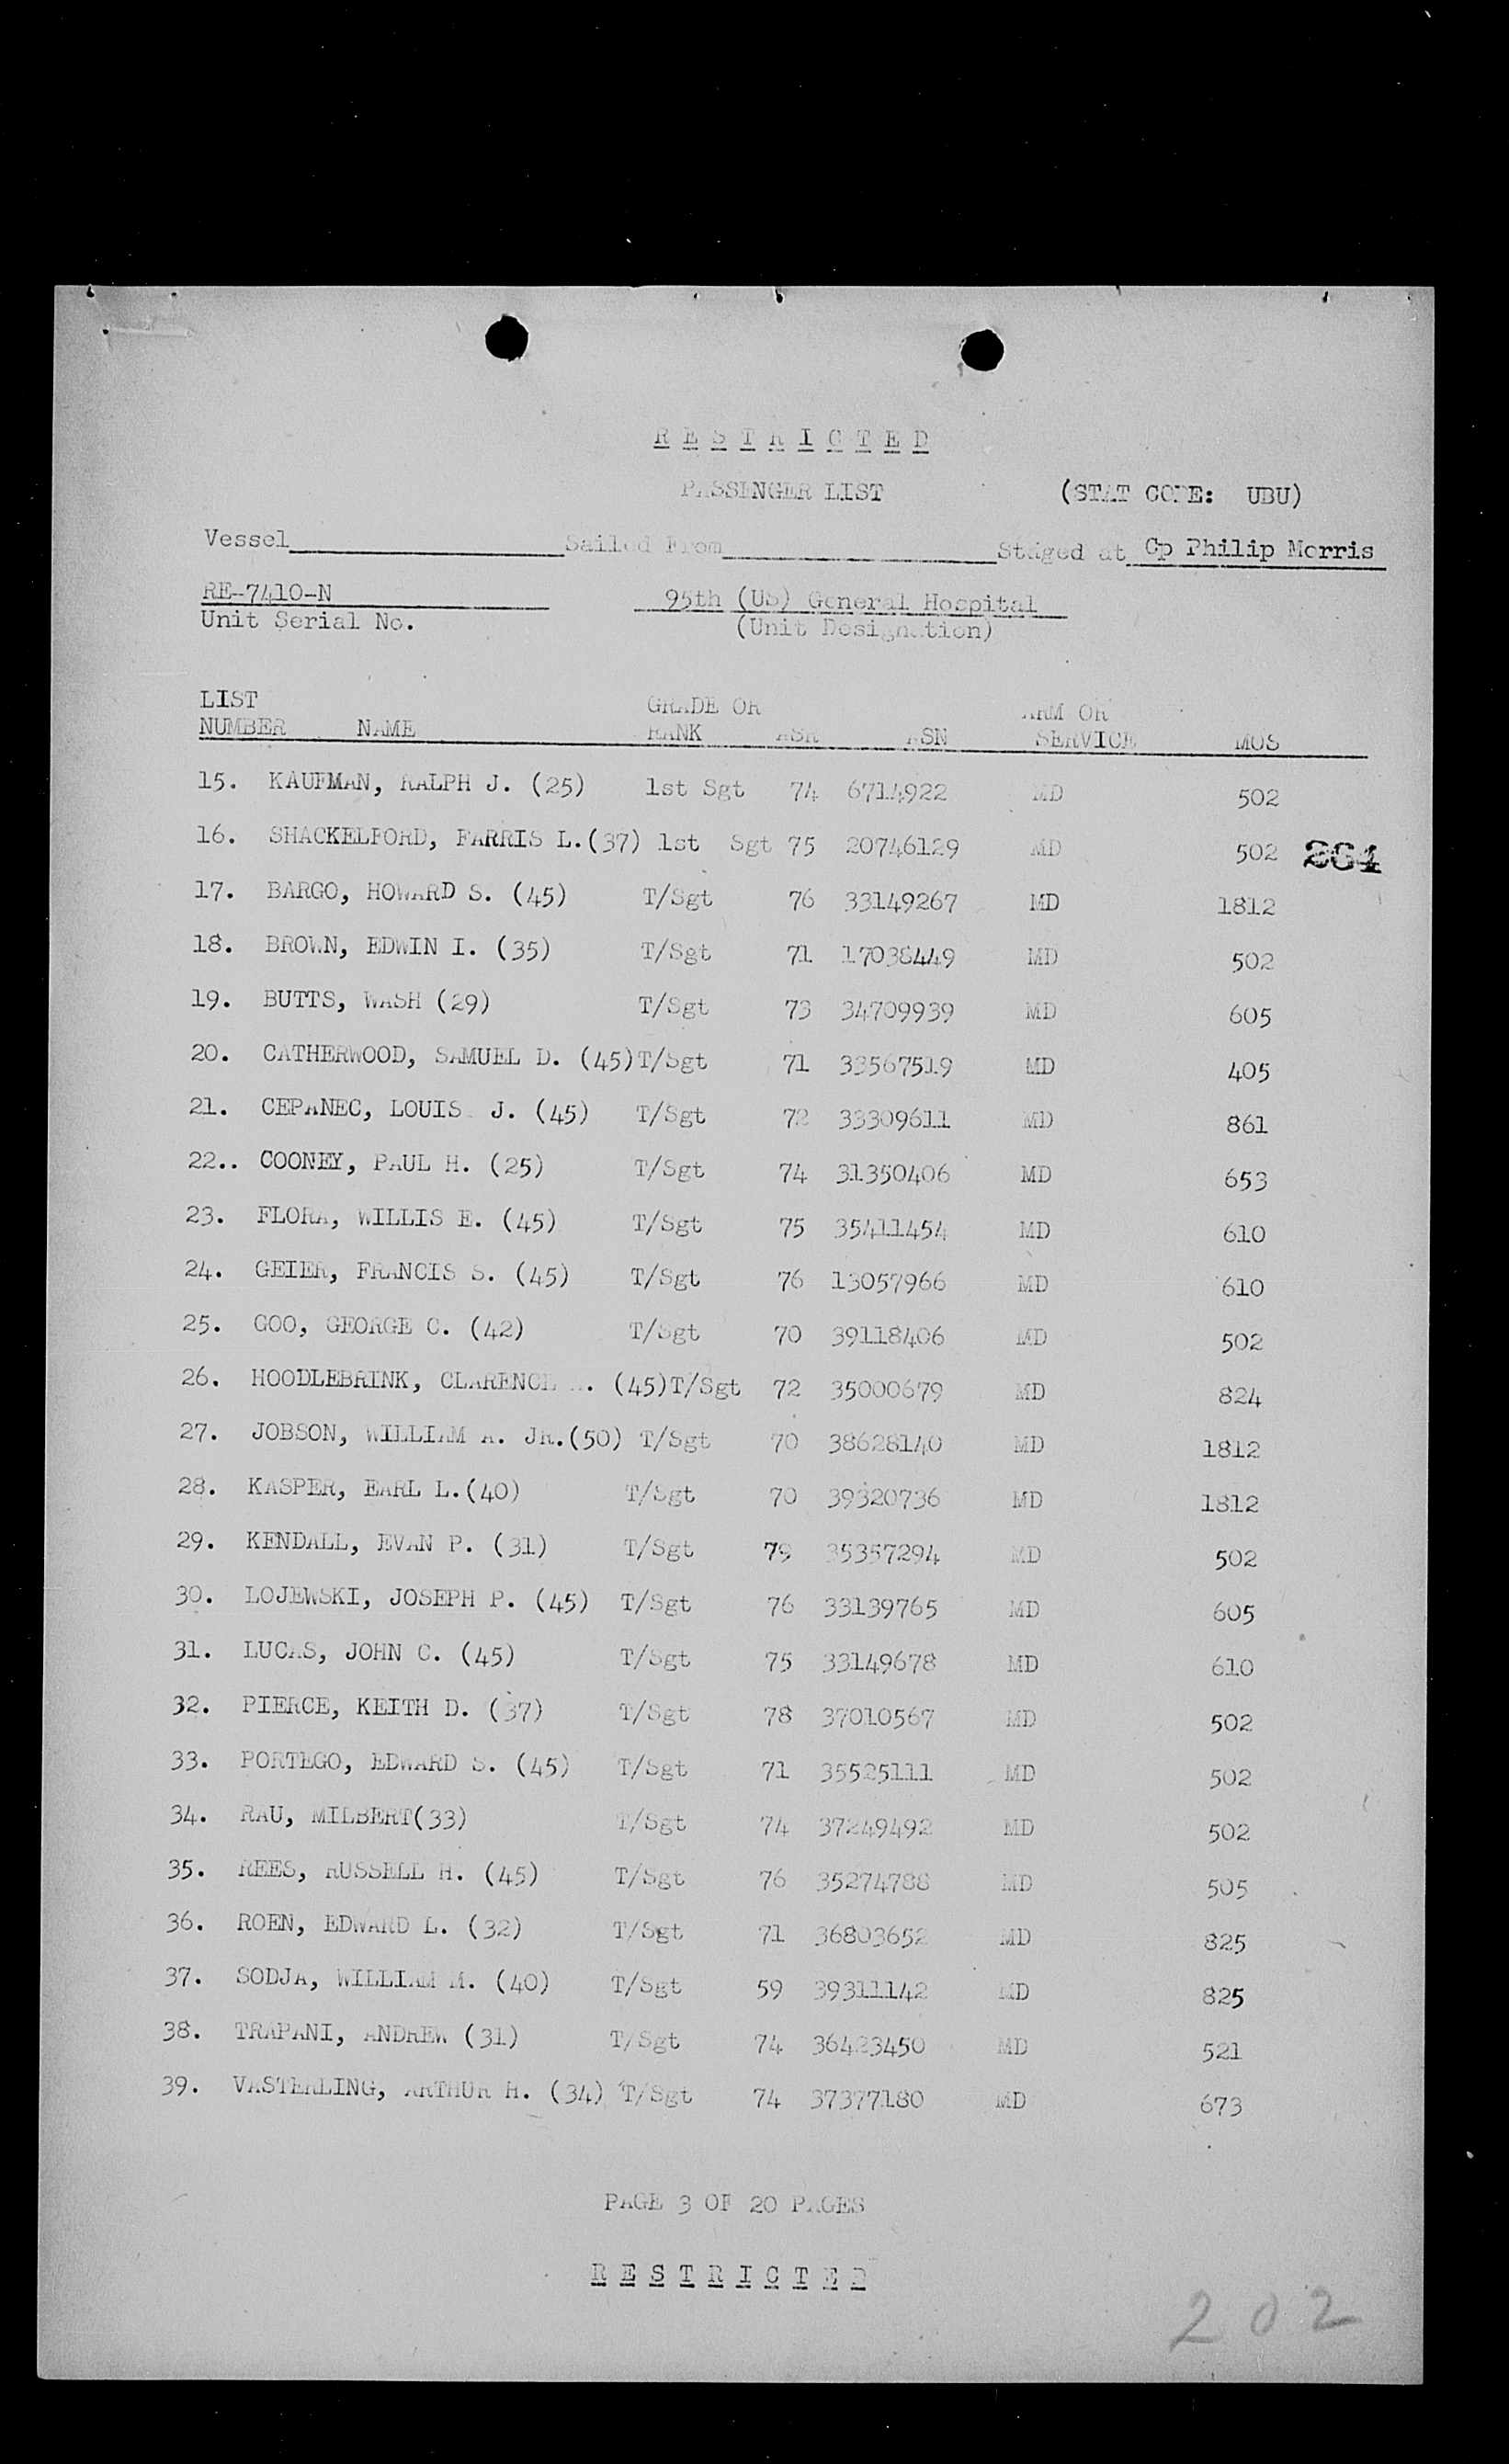 RESTRICTED
PASSENGER LIST (STAT CODE: UBU)
Vessel Sailed From Staged at Cp Philip Morris
RE-7410-N 95th (US) General Hospital
Unit Serial No. (Unit Designation)
LIST GRADE OR ARM OR
NUMBER NAME RANK ASR ASN SERVICE MOS
15. KAUFMAN, RALPH J. (25) 1st Sgt 74 6714922 MD 502
16. SHACKELFORD, FARRIS L.(37) 1st Sgt 75 20746129 MD 502 264
17. BARGO, HOWARD S. (45) T/Sgt 76 33149267 MD 1812
18. BROWN, EDWIN I. (35) T/Sgt 71 17038449 MD 502
19. BUTTS, WASH (29) T/Sgt 73 34709939 MD 605
20. CATHERWOOD, SAMUEL D. (45)T/Sgt 71 33567519 MD 405
21. CEPANEC, LOUIS J. (45) T/Sgt 72 33309611 MD 861
22.. COONEY, PAUL H. (25) T/Sgt 74 31350406 MD 653
23. FLORA, WILLIS E. (45) T/Sgt 75 35411454 MD 610
24. GEIER, FRANCIS S. (45) T/Sgt 76 13057966 MD 610
25. GOO, GEORGE C. (42) T/Sgt 70 39118406 MD 502
26. HOODLEBRINK, CLARENCE (45)T/Sgt 72 35000679 MD 824
27. JOBSON, WILLIAM A. JR.(50) T/Sgt 70 38628140 MD 1812
28. KASPER, EARL L.(40) T/Sgt 70 39320736 MD 1812
29. KENDALL, EVAN P. (31) T/Sgt 79 35357294 MD 502
30. LOJEWSKI, JOSEPH P. (45) T/Sgt 76 33139765 MD 605
31. LUCAS, JOHN C. (45) T/Sgt 75 33149678 MD 610
32. PIERCE, KEITH D. (37) T/Sgt 78 37010567 MD 502
33. PORTEGO, EDWARD S. (45) T/Sgt 71 35525111 MD 502
34. RAU, MILBERT(33) T/Sgt 74 37249492 MD 502
35. REES, RUSSELL H. (45) T/Sgt 76 35274788 MD 505
36. ROEN, EDWARD L. (32) T/Sgt 71 36803652 MD 825
37. SODJA, WILLIAM M. (40) T/Sgt 59 39311142 MD 825
38. TRAPANI, ANDREW (31) T/Sgt 74 36423450 MD 521
39. VASTERLING, ARTHUR H. (34) T/Sgt 74 37377180 MD 673
PAGE 3 OF 20 PAGES
RESTRICTED
202